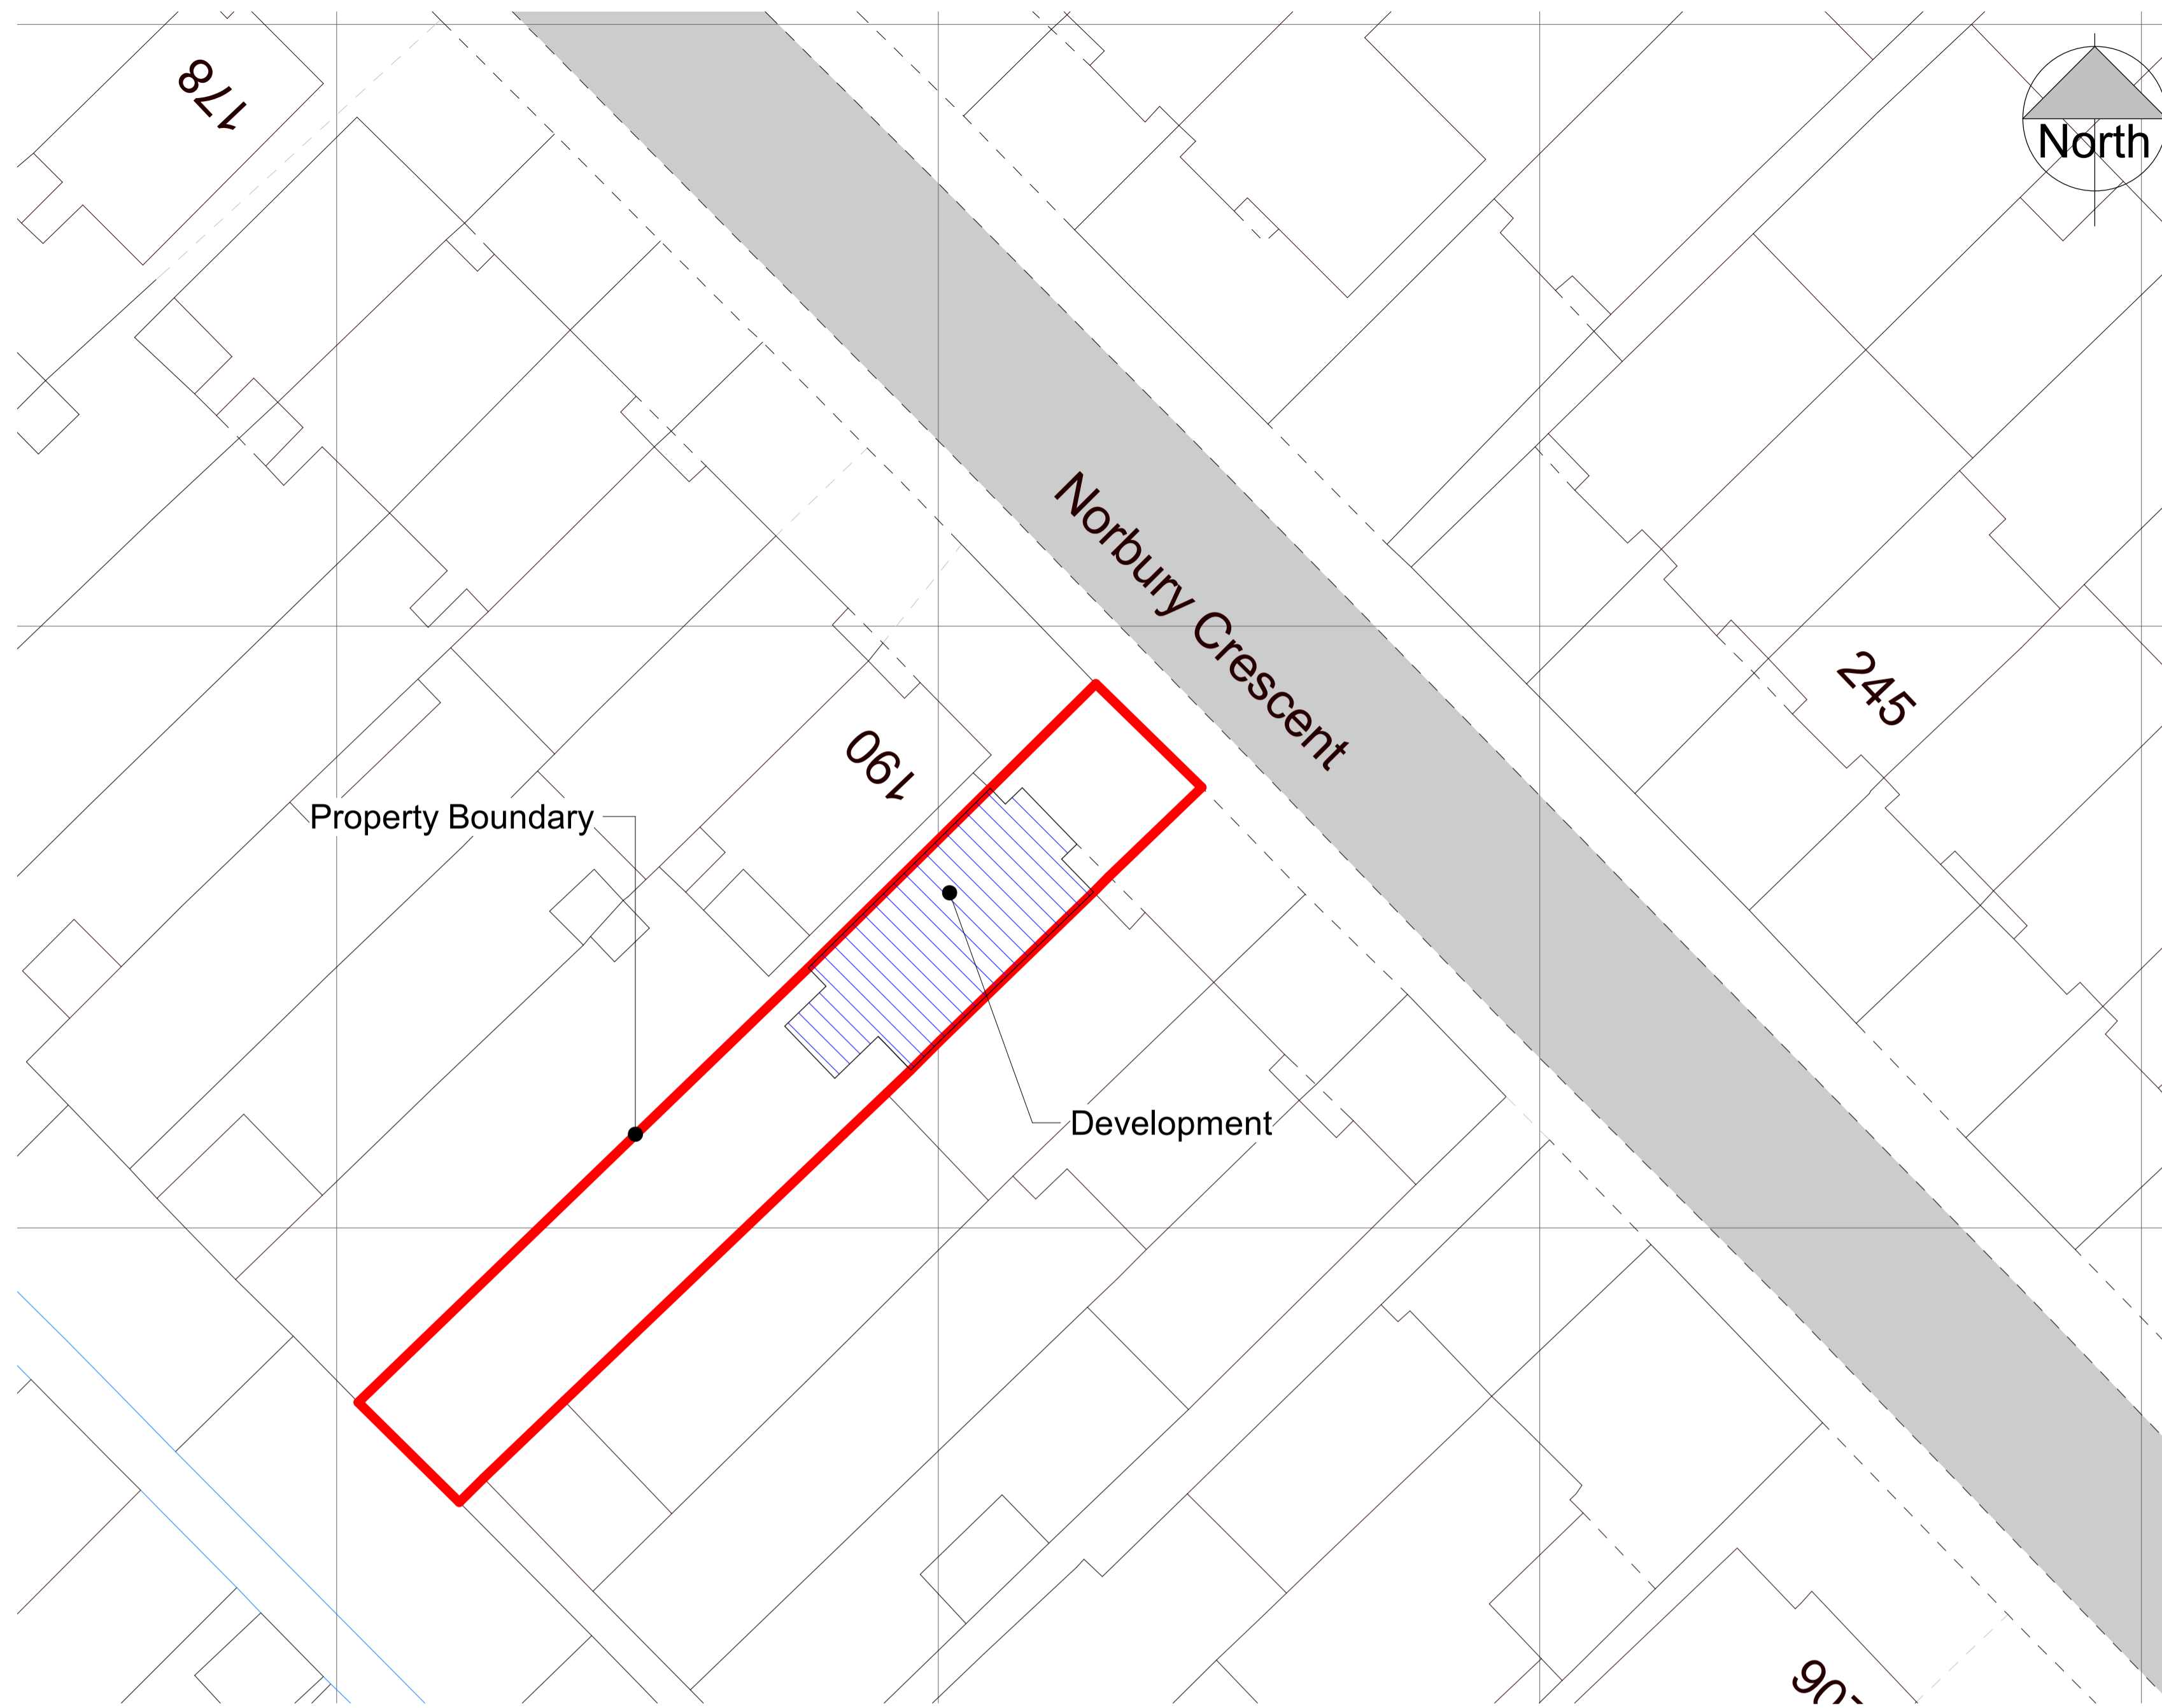 178
North
Norbury Crescent
245
190
Property Boundary
Development